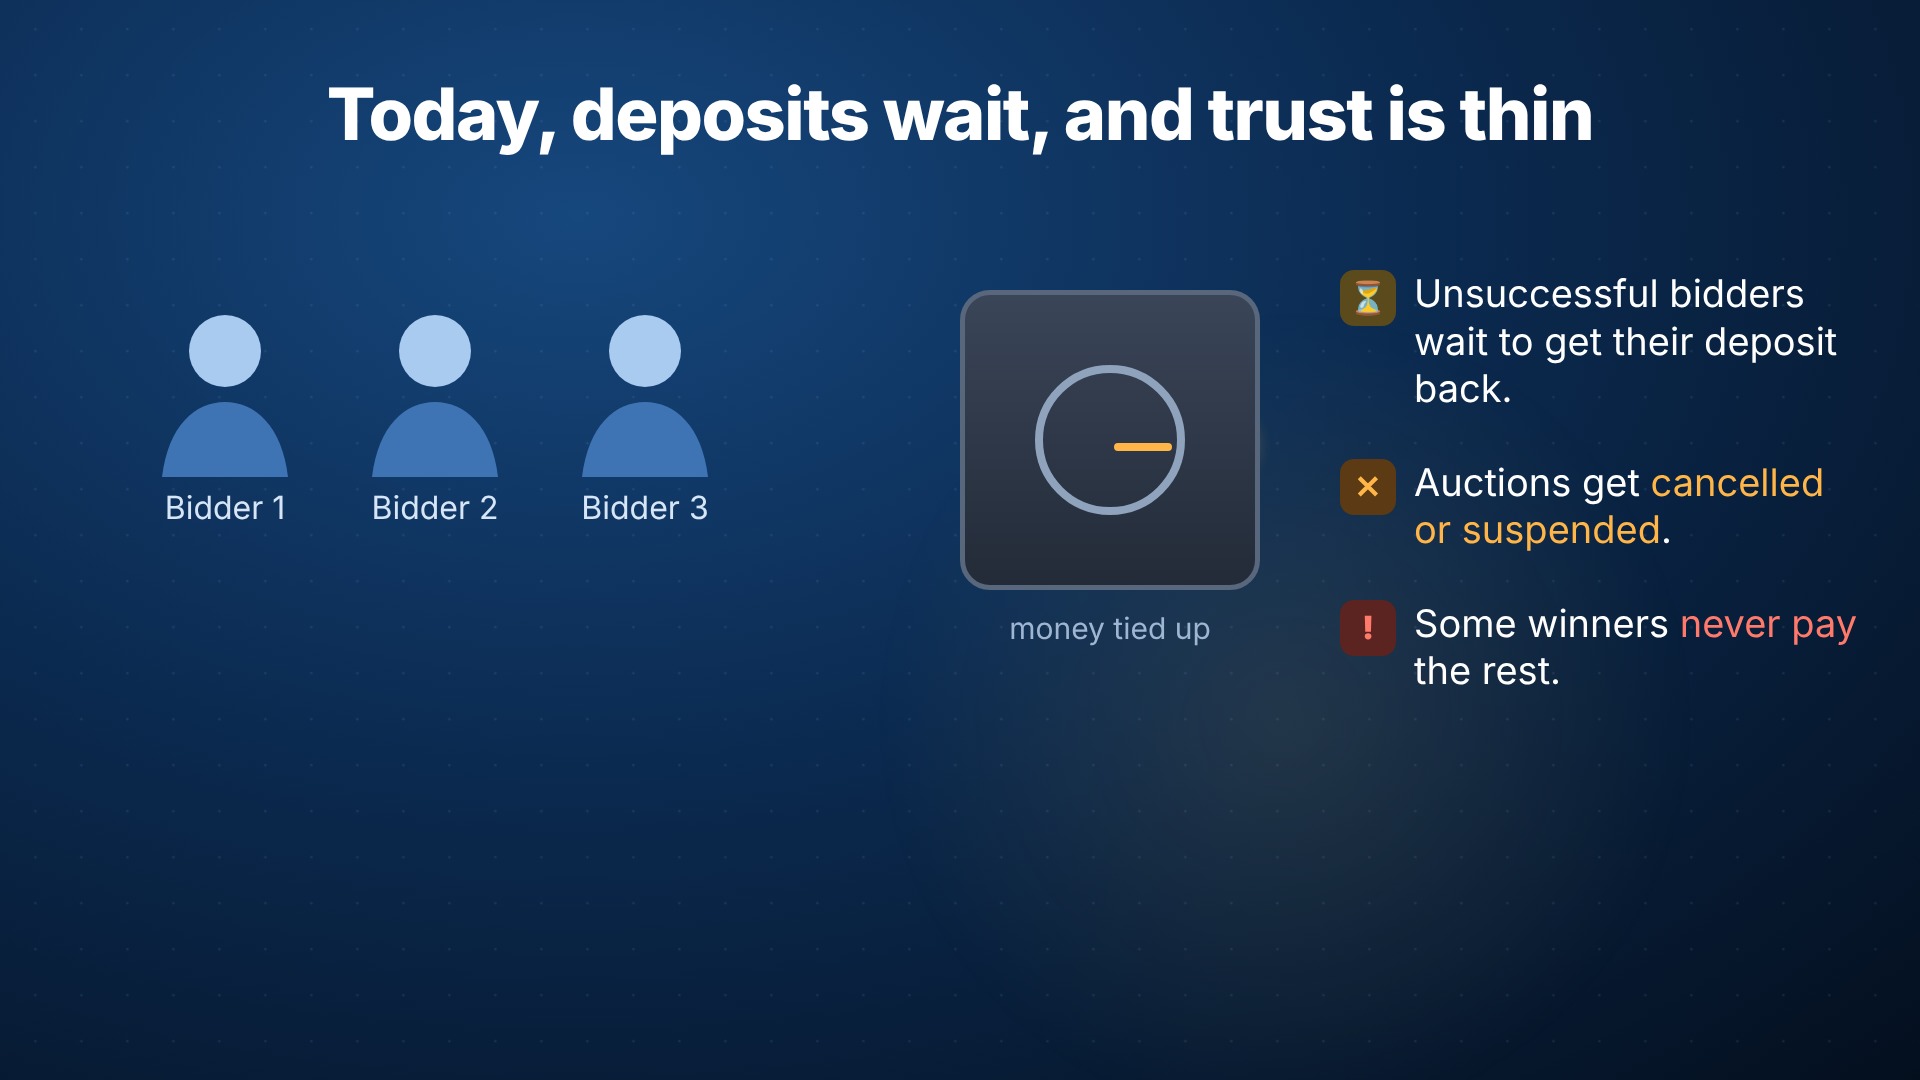 Today, deposits wait, and trust is thin
Bidder 1
Bidder 2
Bidder 3
money tied up
Unsuccessful bidders
wait to get their deposit
back.
Auctions get cancelled
or suspended.
Some winners never pay
the rest.